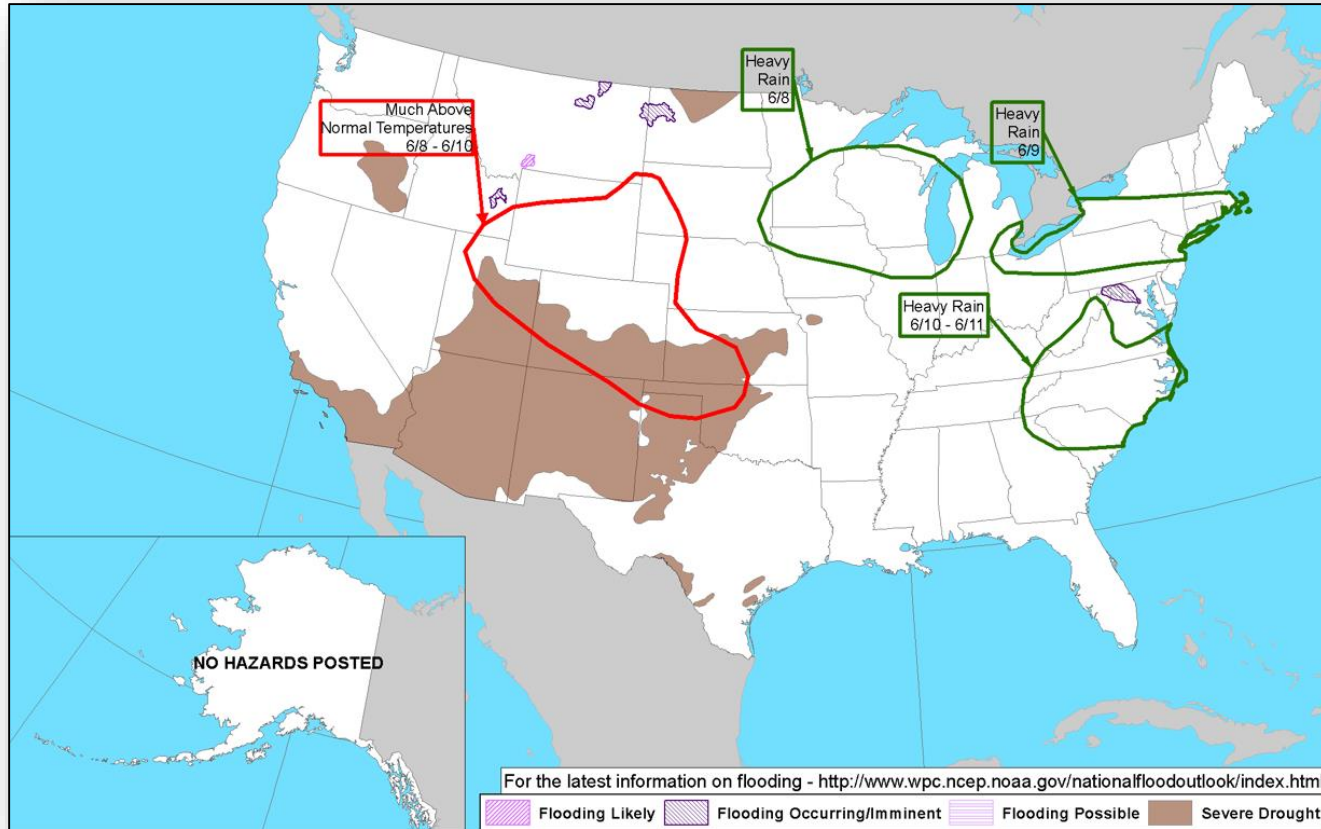 Heavy
Rain
6/8
Much Above
Normal Temperatures
6/8 - 6/10
Heavy
Rain
6/9
Heavy Rain
6/10 - 6/11
NO HAZARDS POSTED
For the latest information on flooding - http://www.wpc.ncep.noaa.gov/nationalfloodoutlook/index.html
Flooding Likely Flooding Occurring/Imminent Flooding Possible Severe Drought